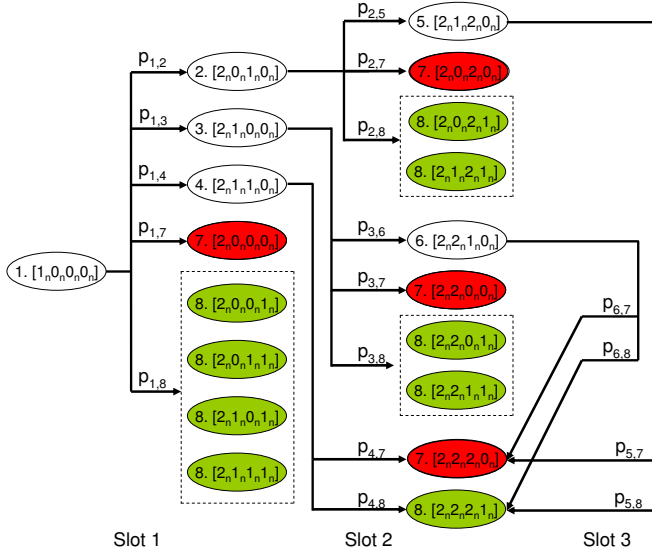 p1,2
p1,3
p1,4
p1,7
p1,8
1. [1n0n0n0n]
2. [2n0n1n0n]
3. [2n1n0n0n]
4. [2n1n1n0n]
7. [2n0n0n0n]
8. [2n0n0n1n]
8. [2n0n1n1n]
8. [2n1n0n1n]
8. [2n1n1n1n]
p2,5
p2,7
p2,8
5. [2n1n2n0n]
7. [2n0n2n0n]
8. [2n0n2n1n]
8. [2n1n2n1n]
p3,6
p3,7
p3,8
6. [2n2n1n0n]
7. [2n2n0n0n]
8. [2n2n0n1n]
8. [2n2n1n1n]
p4,7
p4,8
7. [2n2n2n0n]
8. [2n2n2n1n]
p6,7
p6,8
p5,7
p5,8
Slot 1
Slot 2
Slot 3